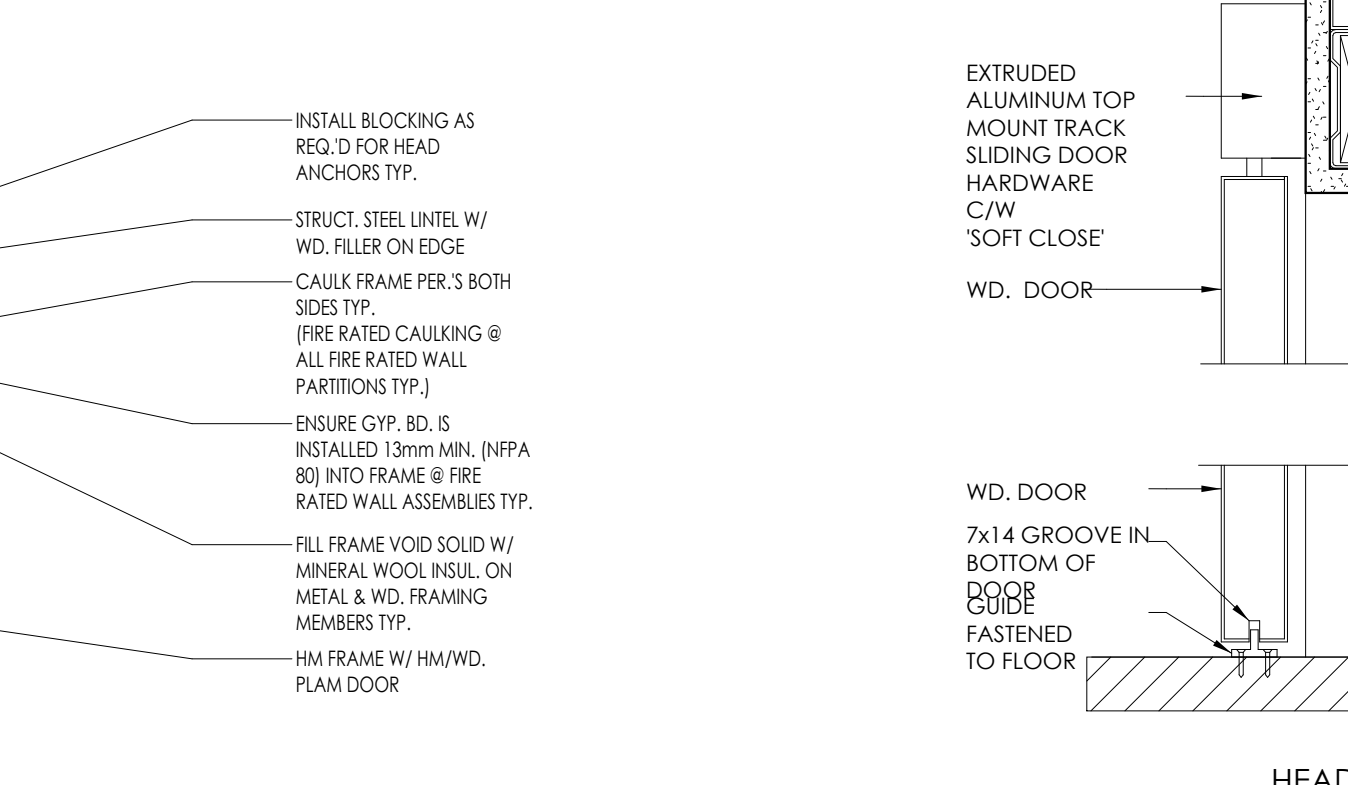 INSTALL BLOCKING AS
REQ.'D FOR HEAD
ANCHORS TYP.
STRUCT. STEEL LINTEL W/
WD. FILLER ON EDGE
CAULK FRAME PER.'S BOTH
SIDES TYP.
(FIRE RATED CAULKING @
ALL FIRE RATED WALL
PARTITIONS TYP.)
ENSURE GYP. BD. IS
INSTALLED 13mm MIN. (NFPA
80) INTO FRAME @ FIRE
RATED WALL ASSEMBLIES TYP.
FILL FRAME VOID SOLID W/
MINERAL WOOL INSUL. ON
METAL & WD. FRAMING
MEMBERS TYP.
HM FRAME W/ HM/WD.
PLAM DOOR
EXTRUDED
ALUMINUM TOP
MOUNT TRACK
SLIDING DOOR
HARDWARE
C/W
'SOFT CLOSE'
WD. DOOR
WD. DOOR
7x14 GROOVE IN
BOTTOM OF
DOOR
GUIDE
FASTENED
TO FLOOR
HEAD